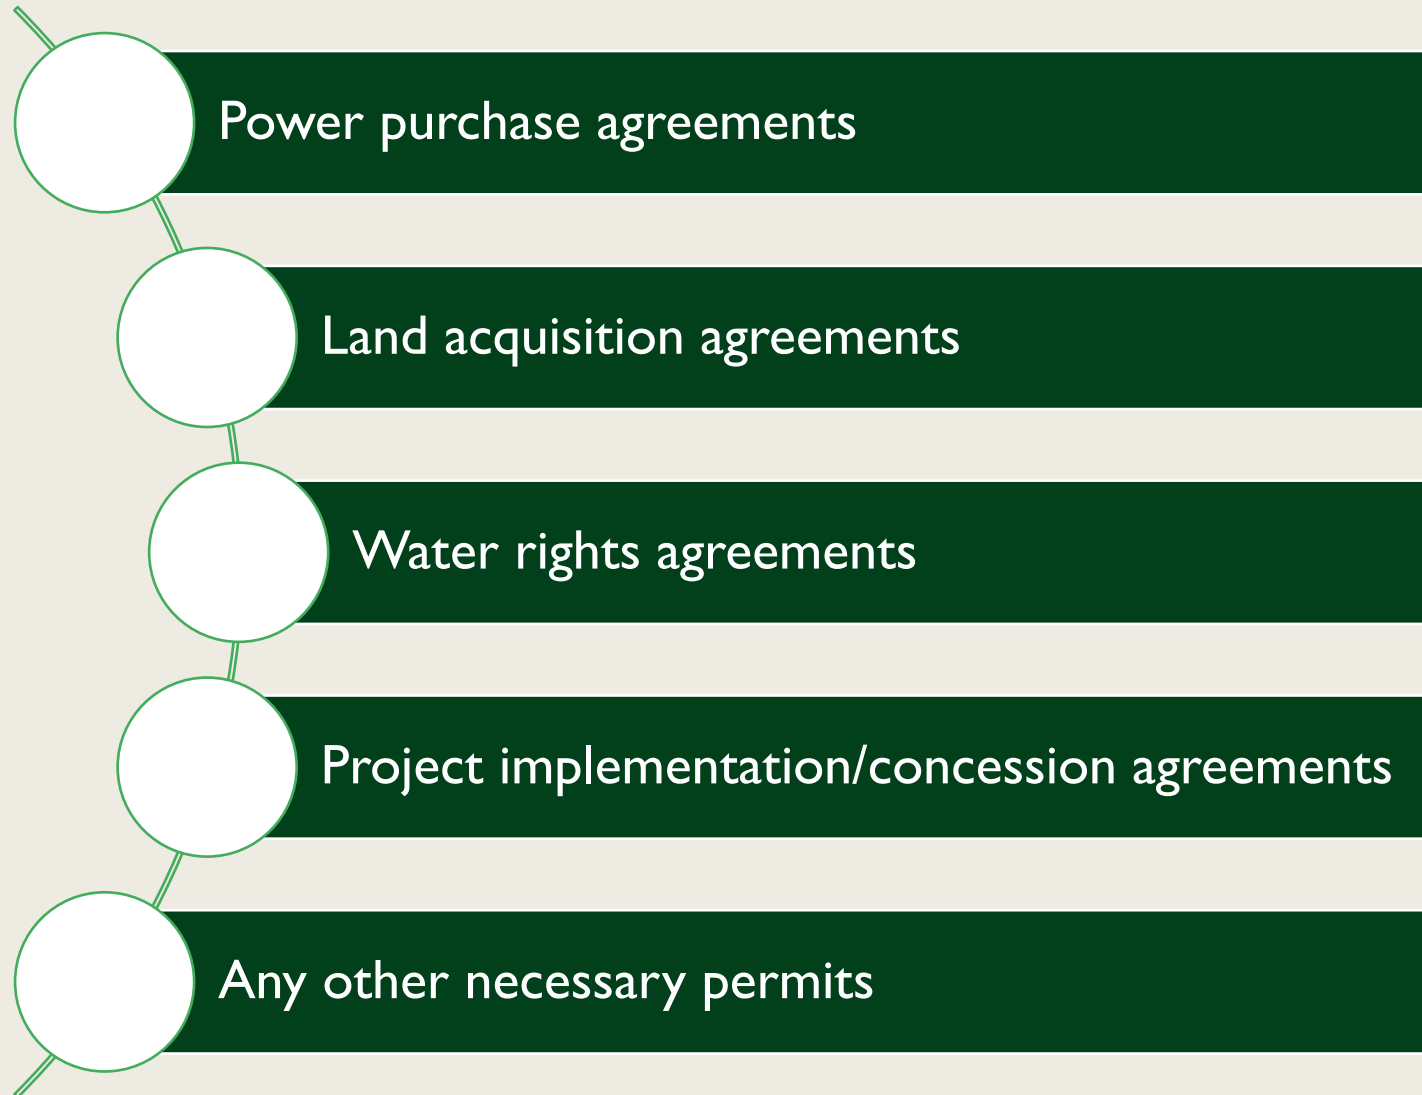 Power purchase agreements
Land acquisition agreements
Water rights agreements
Project implementation/concession agreements
Any other necessary permits